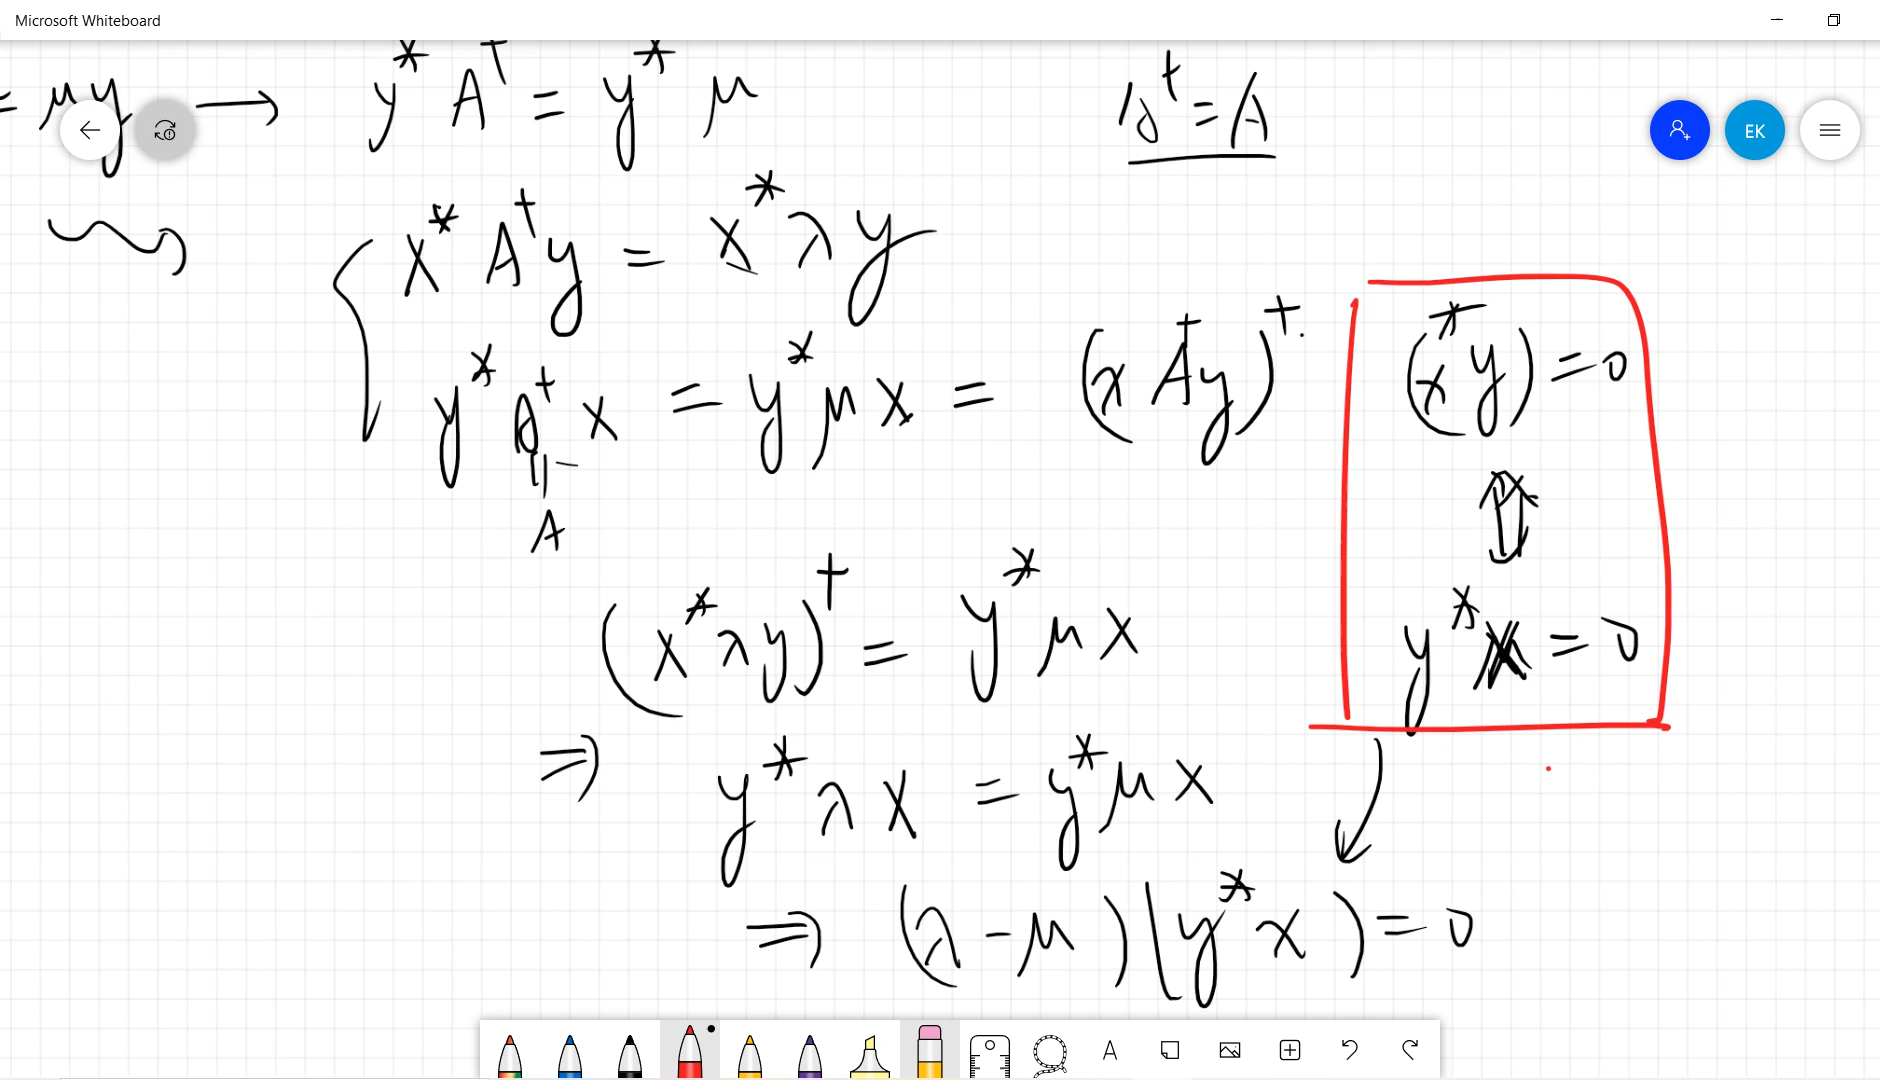 Microsoft Whiteboard
= μy → y* A† = y* μ
A† = A
x* A† y = x* λ y
y* A† x = y* μ x = (x A† y)†
(x* y) = 0
A
(x* λ y)† = y* μ x
y* x = 0
⇒ y* λ x = y* μ x
⇒ (λ - μ)(y* x) = 0
EK
A